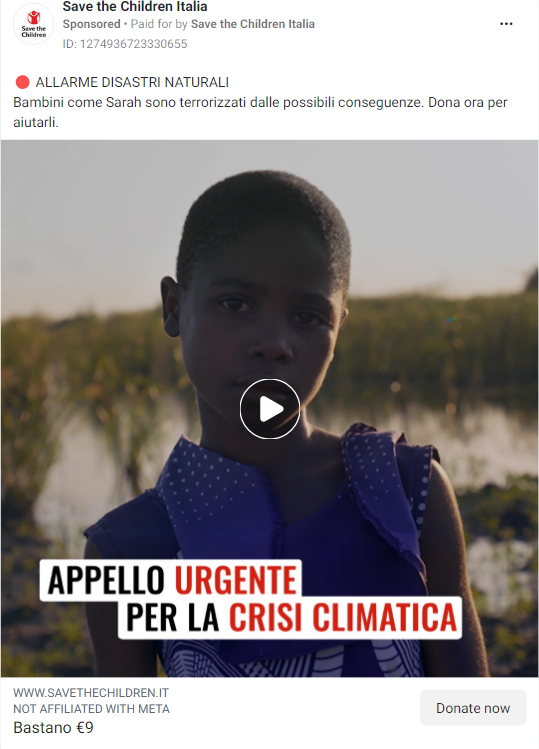 Save the Children Italia
Sponsored • Paid for by Save the Children Italia
ID: 1274936723330655
Save the
Children
🔴 ALLARME DISASTRI NATURALI
Bambini come Sarah sono terrorizzati dalle possibili conseguenze. Dona ora per
aiutarli.
APPELLO URGENTE
PER LA CRISI CLIMATICA
WWW.SAVETHECHILDREN.IT
NOT AFFILIATED WITH META
Bastano €9
Donate now